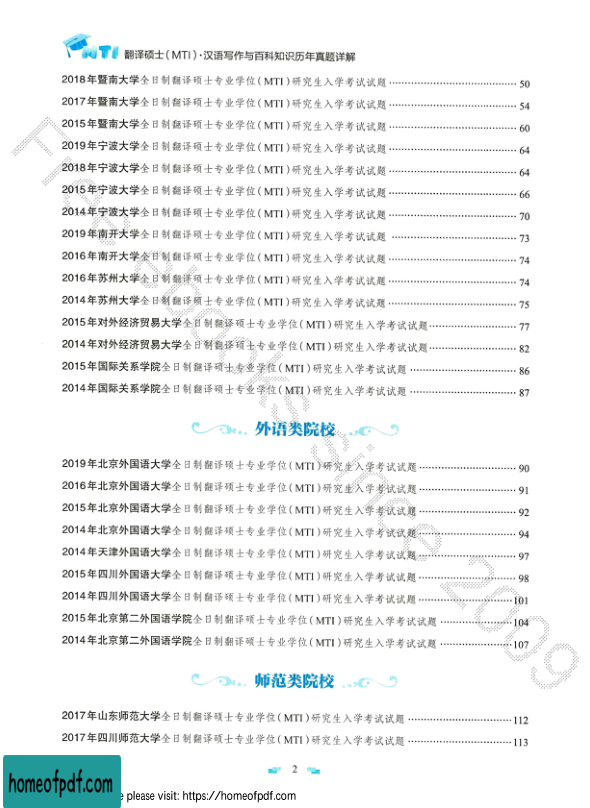 MTI 翻译硕士(MTI)·汉语写作与百科知识历年真题详解
2018年暨南大学全日制翻译硕士专业学位(MTI)研究生入学考试试题 50
2017年暨南大学全日制翻译硕士专业学位(MTI)研究生入学考试试题 54
2015年暨南大学全日制翻译硕士专业学位(MTI)研究生入学考试试题 60
2019年宁波大学全日制翻译硕士专业学位(MTI)研究生入学考试试题 64
2018年宁波大学全日制翻译硕士专业学位(MTI)研究生入学考试试题 64
2015年宁波大学全日制翻译硕士专业学位(MTI)研究生入学考试试题 66
2014年宁波大学全日制翻译硕士专业学位(MTI)研究生入学考试试题 70
2019年南开大学全日制翻译硕士专业学位(MTI)研究生入学考试试题 73
2016年南开大学全日制翻译硕士专业学位(MTI)研究生入学考试试题 74
2016年苏州大学全日制翻译硕士专业学位(MTI)研究生入学考试试题 74
2014年苏州大学全日制翻译硕士专业学位(MTI)研究生入学考试试题 75
2015年对外经济贸易大学全日制翻译硕士专业学位(MTI)研究生入学考试试题 77
2014年对外经济贸易大学全日制翻译硕士专业学位(MTI)研究生入学考试试题 82
2015年国际关系学院全日制翻译硕士专业学位(MTI)研究生入学考试试题 86
2014年国际关系学院全日制翻译硕士专业学位(MTI)研究生入学考试试题 87
外语类院校
2019年北京外国语大学全日制翻译硕士专业学位(MTI)研究生入学考试试题 90
2016年北京外国语大学全日制翻译硕士专业学位(MTI)研究生入学考试试题 91
2015年北京外国语大学全日制翻译硕士专业学位(MTI)研究生入学考试试题 92
2014年北京外国语大学全日制翻译硕士专业学位(MTI)研究生入学考试试题 94
2014年天津外国语大学全日制翻译硕士专业学位(MTI)研究生入学考试试题 97
2015年四川外国语大学全日制翻译硕士专业学位(MTI)研究生入学考试试题 98
2014年四川外国语大学全日制翻译硕士专业学位(MTI)研究生入学考试试题 101
2015年北京第二外国语学院全日制翻译硕士专业学位(MTI)研究生入学考试试题 104
2014年北京第二外国语学院全日制翻译硕士专业学位(MTI)研究生入学考试试题 107
师范类院校
2017年山东师范大学全日制翻译硕士专业学位(MTI)研究生入学考试试题 112
2017年四川师范大学全日制翻译硕士专业学位(MTI)研究生入学考试试题 113
2
Free ebooks since 2009
homeofpdf.com
e please visit: https://homeofpdf.com